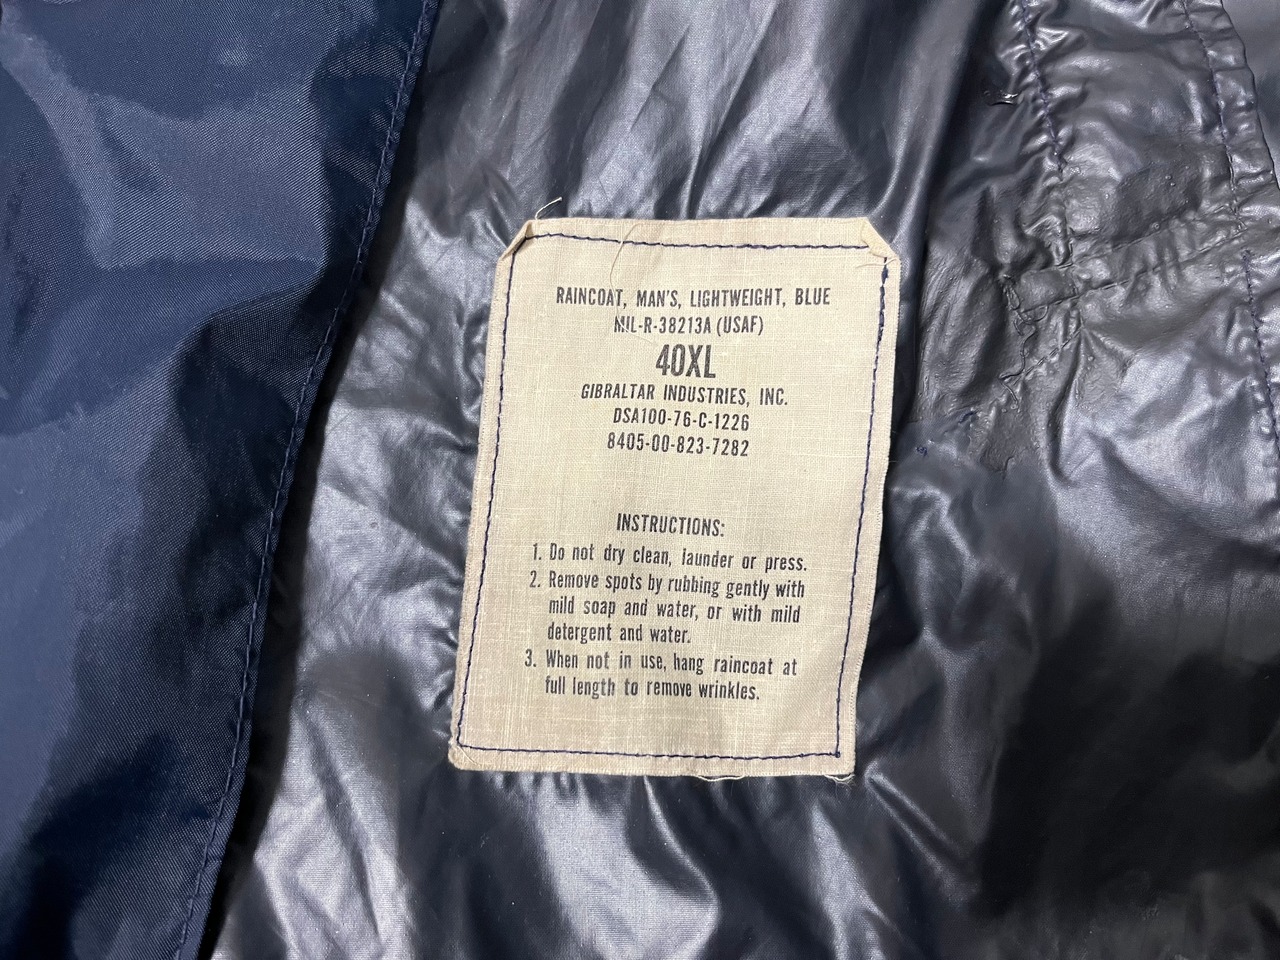 RAINCOAT, MAN'S, LIGHTWEIGHT, BLUE
MIL-R-38213A (USAF)
40XL
GIBRALTAR INDUSTRIES, INC.
DSA100-76-C-1226
8405-00-823-7282
INSTRUCTIONS:
1. Do not dry clean, launder or press.
2. Remove spots by rubbing gently with
mild soap and water, or with mild
detergent and water.
3. When not in use, hang raincoat at
full length to remove wrinkles.